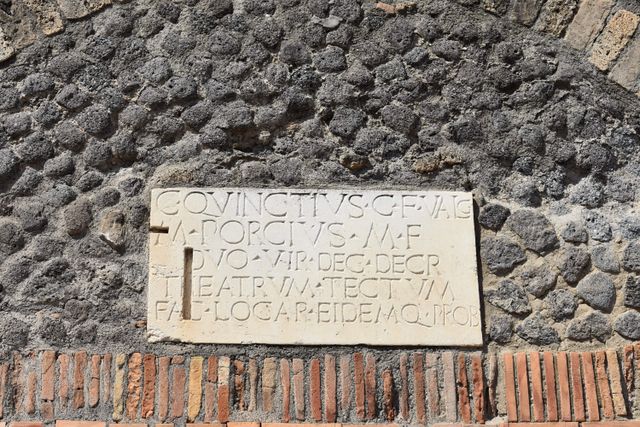 C·QVINCTIVS·C·F·VALG
M·PORCIVS·M·F
DVO·VIR·DEC·DECR
THEATRVM·TECTVM
FAC·LOCAR·EIDEMQ·PROB